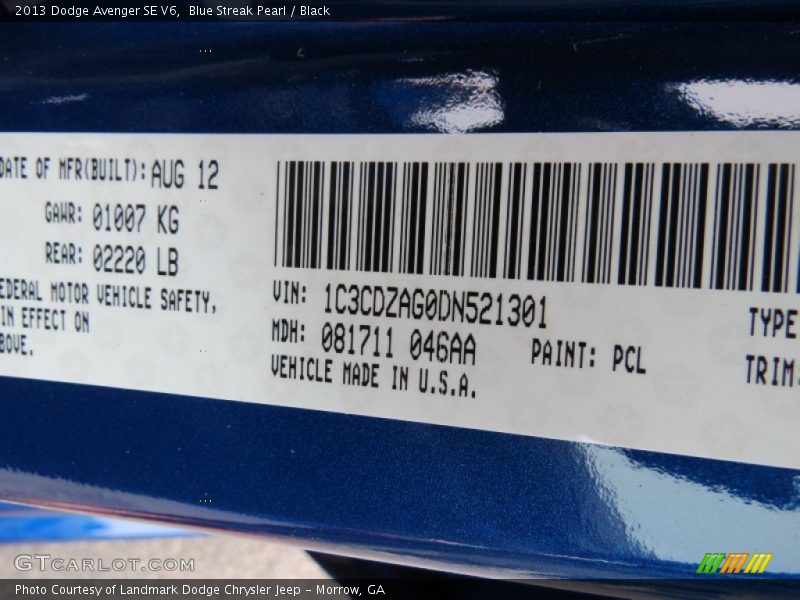 2013 Dodge Avenger SE V6,  Blue Streak Pearl / Black
DATE OF MFR(BUILT): AUG 12
GAWR: 01007 KG
REAR: 02220 LB
EDERAL MOTOR VEHICLE SAFETY,
IN EFFECT ON
BOVE.
VIN: 1C3CDZAG0DN521301
MDH: 081711 046AA
PAINT: PCL
VEHICLE MADE IN U.S.A.
TYPE
TRIM:
GTCARLOT.COM
Photo Courtesy of Landmark Dodge Chrysler Jeep – Morrow, GA